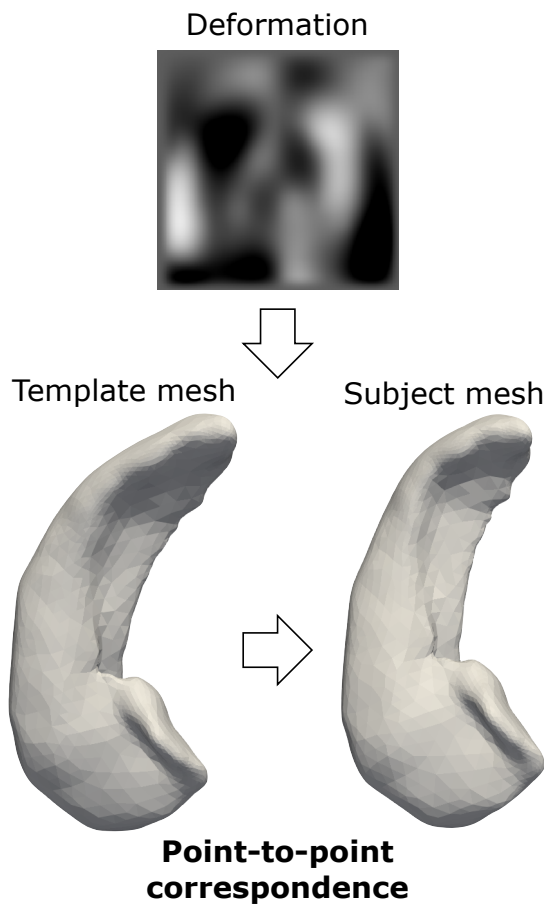 Deformation
Template mesh
Subject mesh
Point-to-point
correspondence